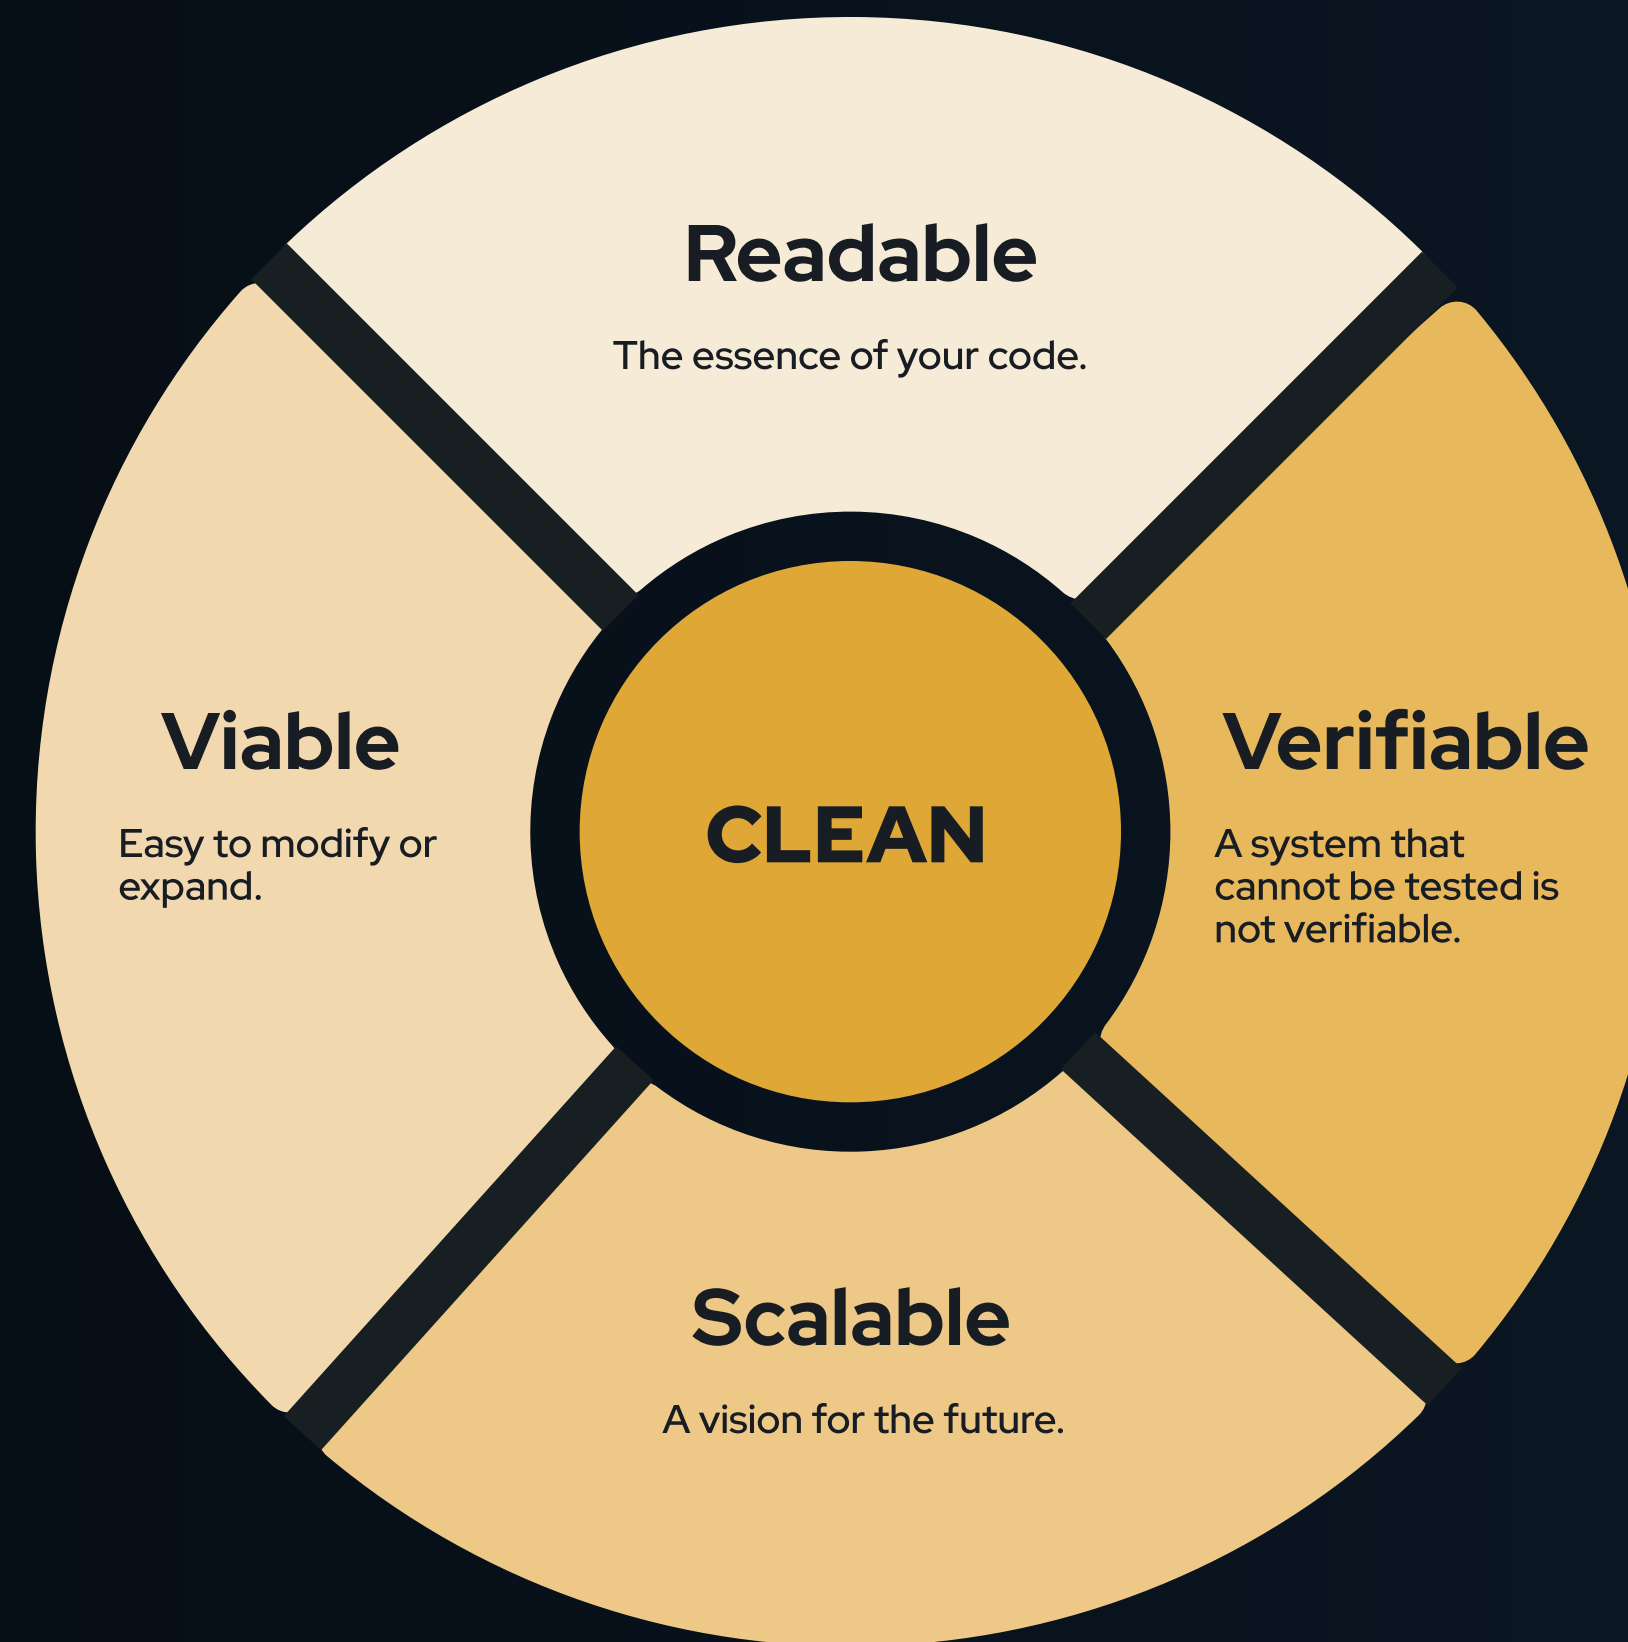 Readable
The essence of your code.
Viable
Easy to modify or
expand.
CLEAN
Verifiable
A system that
cannot be tested is
not verifiable.
Scalable
A vision for the future.